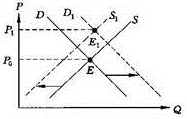 P D D₁ S₁ S
P₁
E₁
P₀
E
Q